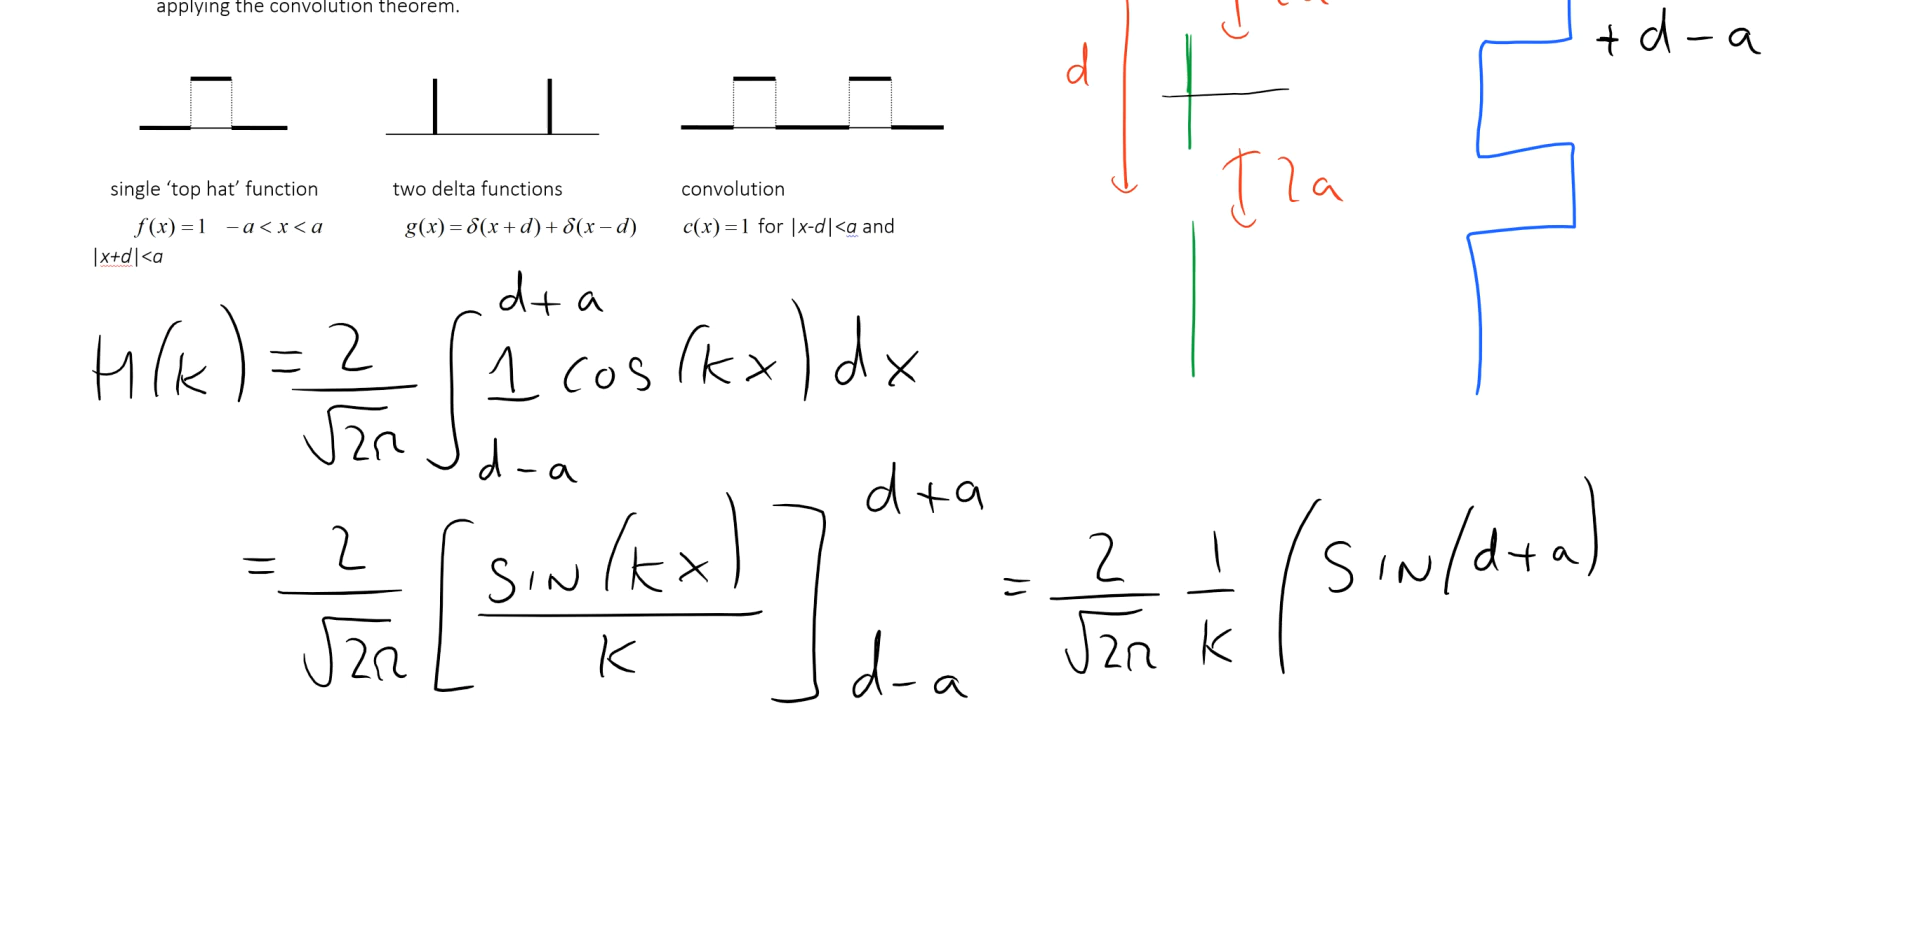 applying the convolution theorem.
d
+ d - a
2a
single ‘top hat’ function two delta functions convolution
f(x) = 1 -a < x < a g(x) = δ(x + d) + δ(x - d) c(x) = 1 for |x-d|<a and
|x+d|<a
H(k) = 2/√2π ∫_{d-a}^{d+a} 1 cos(kx) dx
= 2/√2π [sin(kx)/k]_{d-a}^{d+a} = 2/√2π 1/k (sin(d+a)